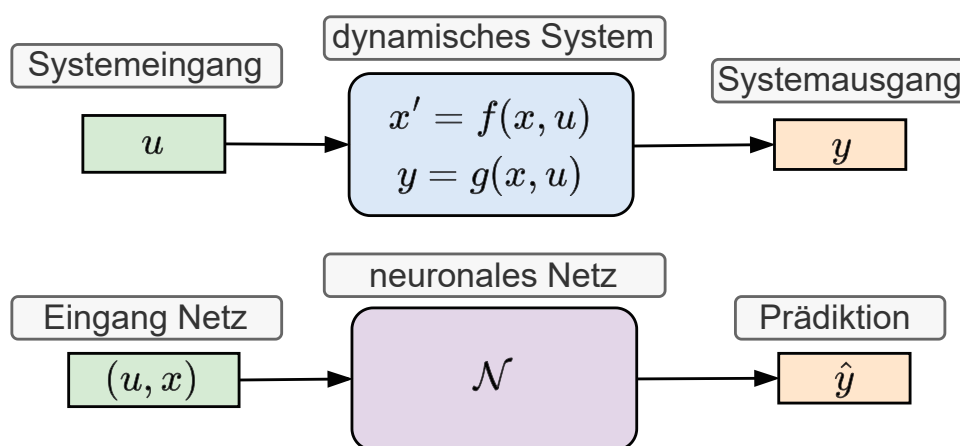 dynamisches System
Systemeingang
Systemausgang
x′ = f(x, u)
u
y
y = g(x, u)
neuronales Netz
Eingang Netz
Prädiktion
(u, x)
𝒩
ŷ